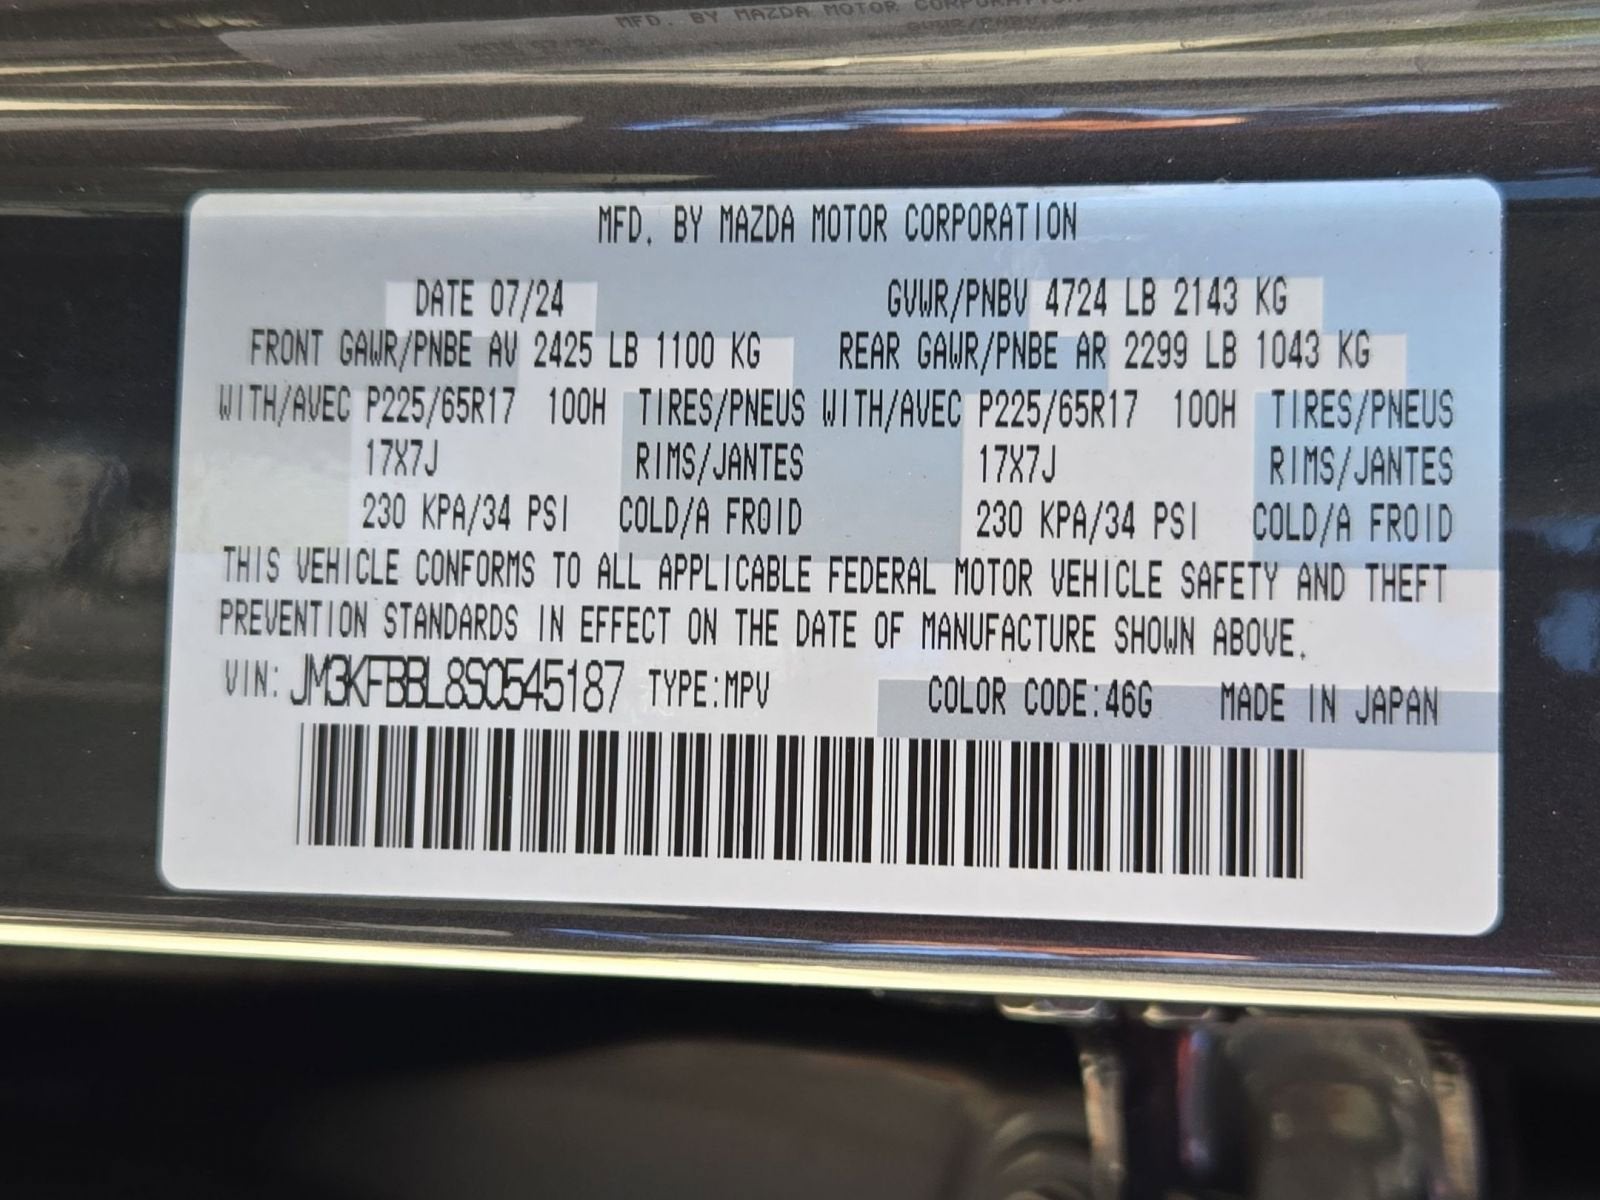 MFD. BY MAZDA MOTOR CORPORATION
DATE 07/24 GVWR/PNBV 4724 LB 2143 KG
FRONT GAWR/PNBE AV 2425 LB 1100 KG REAR GAWR/PNBE AR 2299 LB 1043 KG
WITH/AVEC P225/65R17 100H TIRES/PNEUS WITH/AVEC P225/65R17 100H TIRES/PNEUS
17X7J RIMS/JANTES 17X7J RIMS/JANTES
230 KPA/34 PSI COLD/A FROID 230 KPA/34 PSI COLD/A FROID
THIS VEHICLE CONFORMS TO ALL APPLICABLE FEDERAL MOTOR VEHICLE SAFETY AND THEFT
PREVENTION STANDARDS IN EFFECT ON THE DATE OF MANUFACTURE SHOWN ABOVE.
VIN: JM3KFBBL8S0545187 TYPE:MPV COLOR CODE:46G MADE IN JAPAN